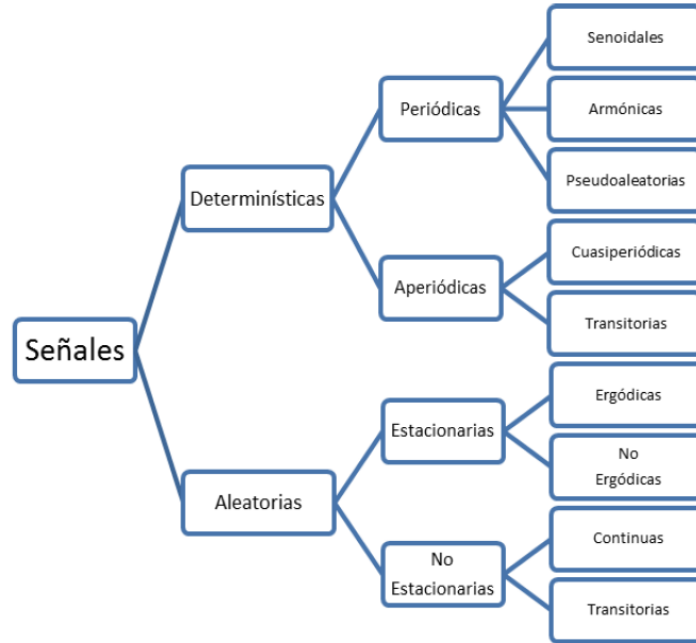 Señales
Determinísticas
Periódicas
Senoidales
Armónicas
Pseudoaleatorias
Aperiódicas
Cuasiperiódicas
Transitorias
Aleatorias
Estacionarias
Ergódicas
No
Ergódicas
No
Estacionarias
Continuas
Transitorias